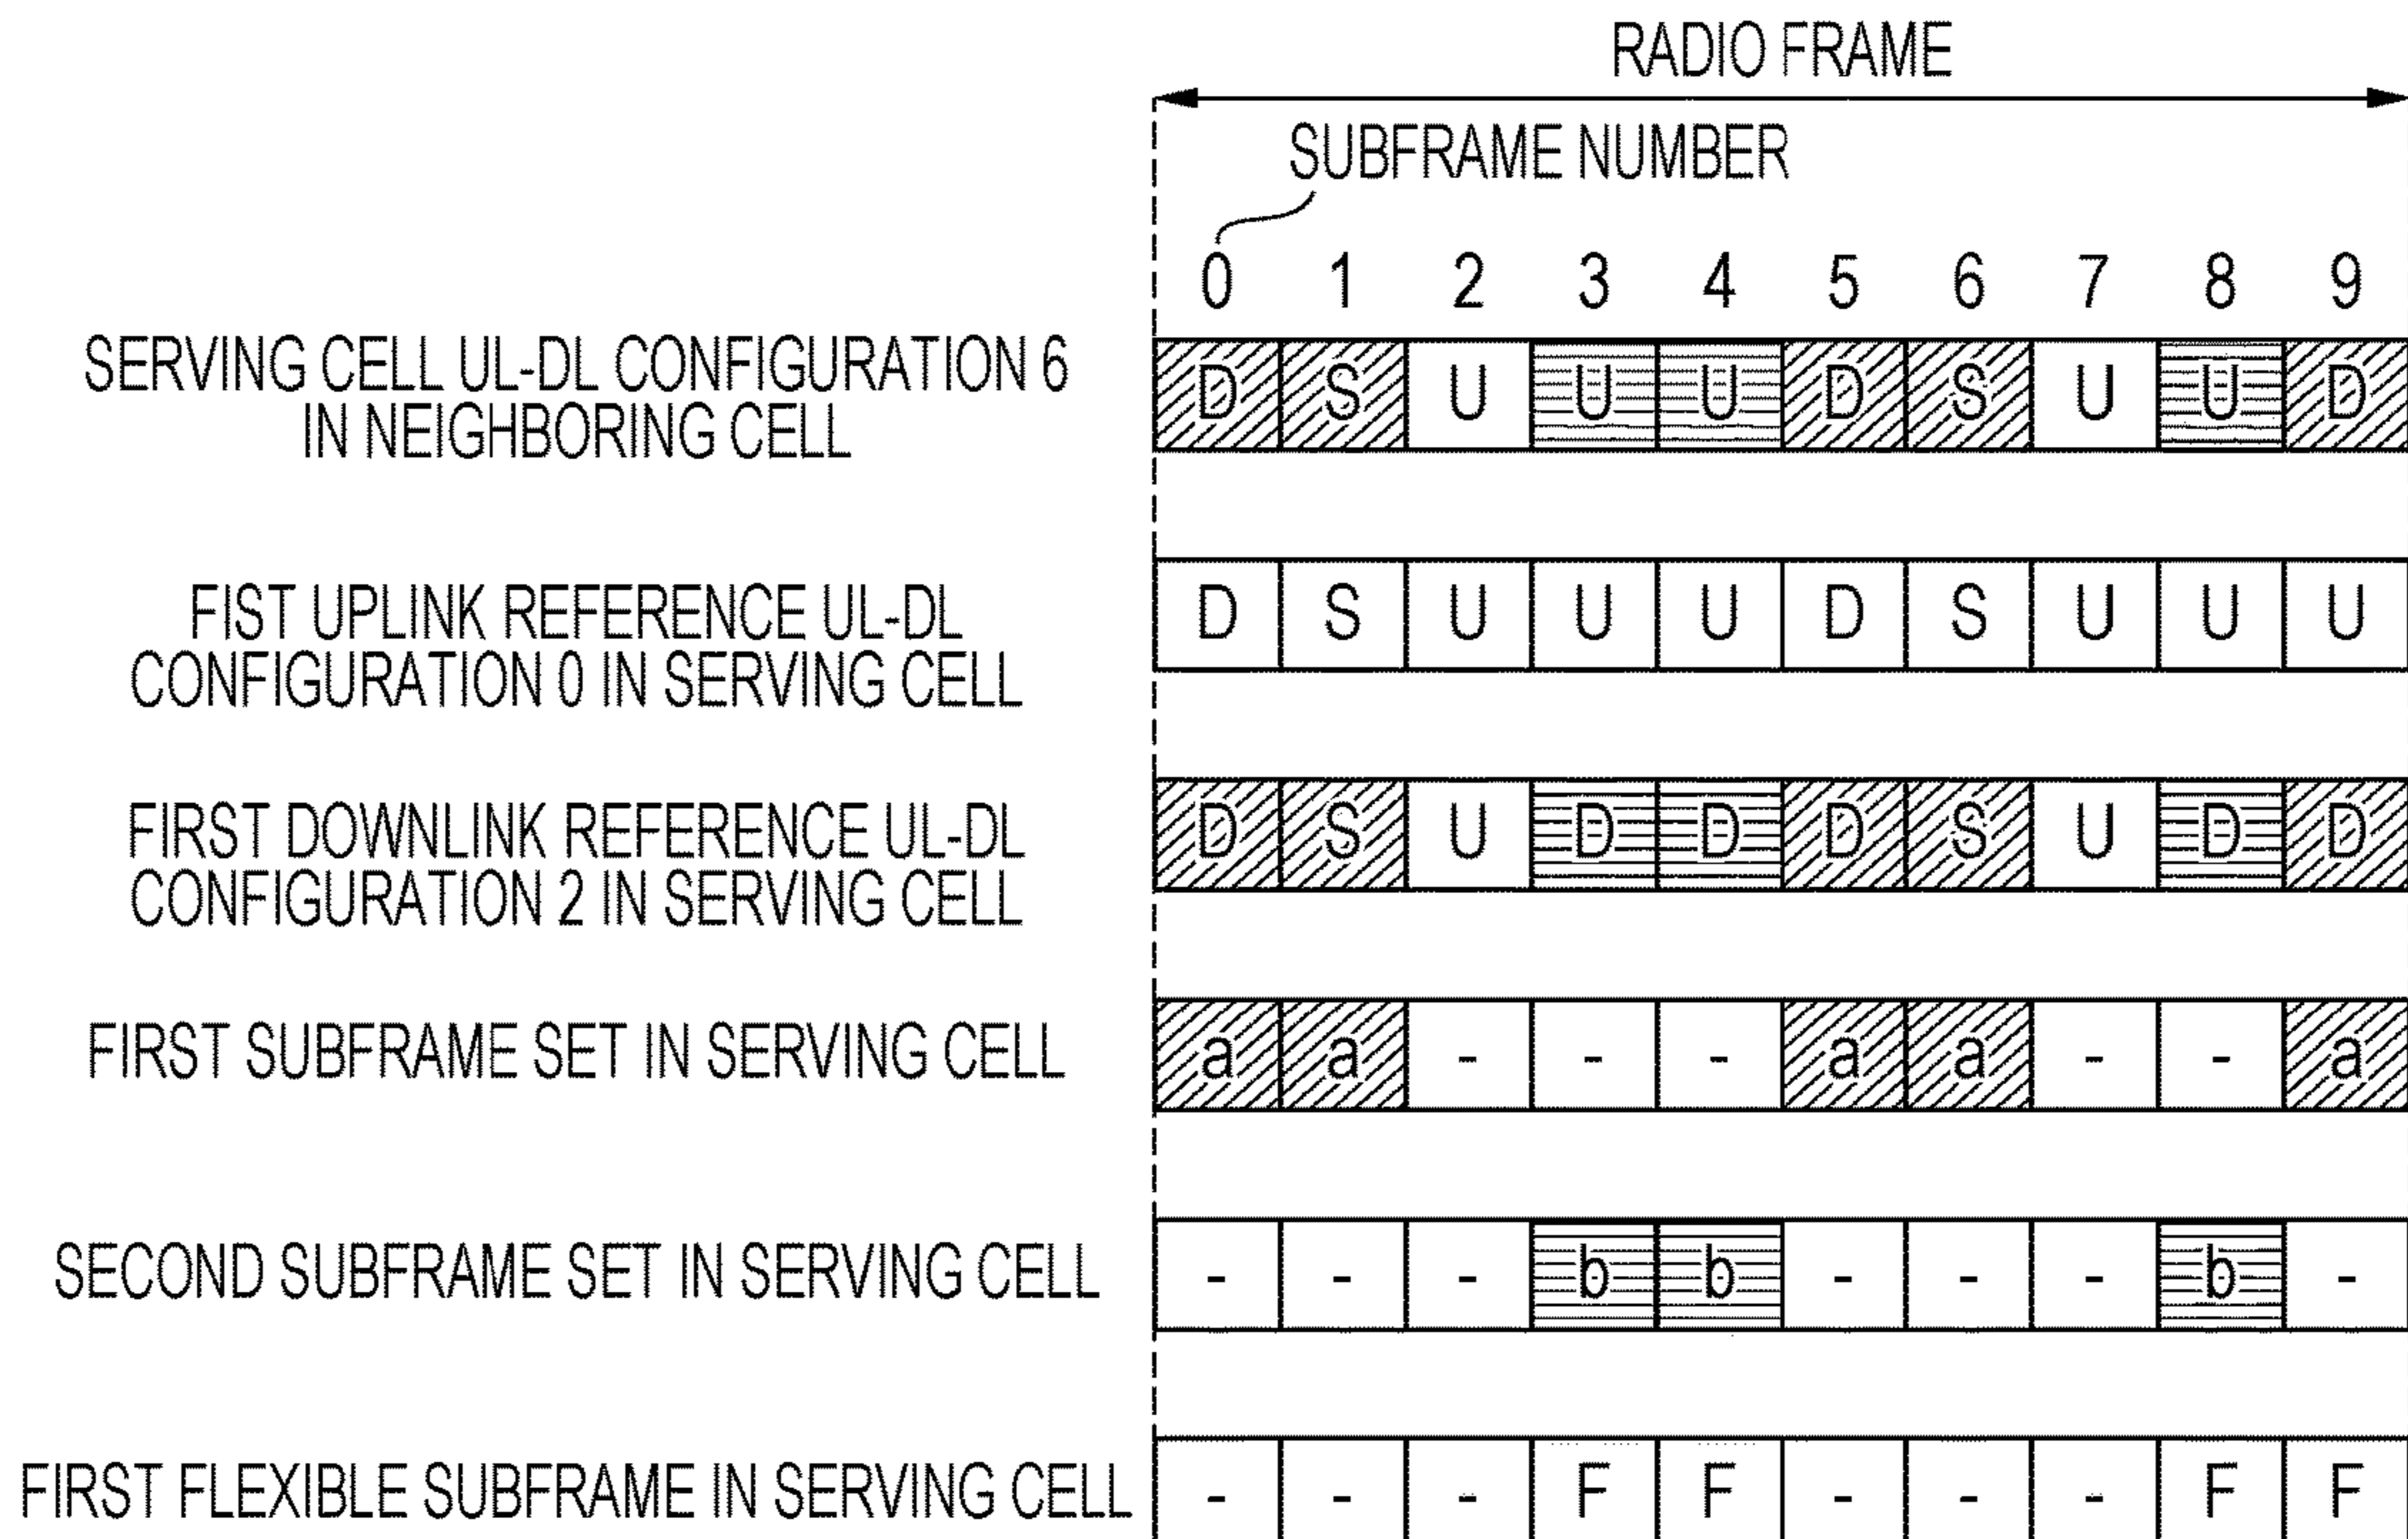 RADIO FRAME
SUBFRAME NUMBER
0 1 2 3 4 5 6 7 8 9
SERVING CELL UL-DL CONFIGURATION 6
IN NEIGHBORING CELL
D S U U U D S U U D
FIST UPLINK REFERENCE UL-DL
CONFIGURATION 0 IN SERVING CELL
D S U U U D S U U U
FIRST DOWNLINK REFERENCE UL-DL
CONFIGURATION 2 IN SERVING CELL
D S U D D D S U D D
FIRST SUBFRAME SET IN SERVING CELL
a a - - - a a - - a
SECOND SUBFRAME SET IN SERVING CELL
- - - b b - - - b -
FIRST FLEXIBLE SUBFRAME IN SERVING CELL
- - - F F - - - F F